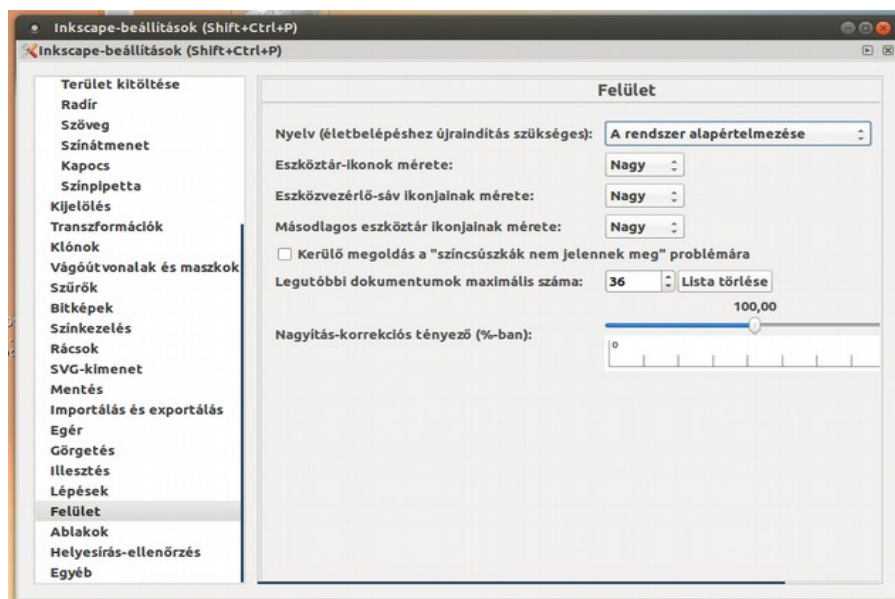 Inkscape-beállítások (Shift+Ctrl+P)
Inkscape-beállítások (Shift+Ctrl+P)
Terület kitöltése
Radír
Szöveg
Színátmenet
Kapocs
Színpipetta
Kijelölés
Transzformációk
Klónok
Vágóútvonalak és maszkok
Szűrők
Bitképek
Színkezelés
Rácsok
SVG-kimenet
Mentés
Importálás és exportálás
Egér
Görgetés
Illesztés
Lépések
Felület
Ablakok
Helyesírás-ellenőrzés
Egyéb
Felület
Nyelv (életbelépéshez újraindítás szükséges): A rendszer alapértelmezése
Eszköztár-ikonok mérete: Nagy
Eszközvezérlő-sáv ikonjainak mérete: Nagy
Másodlagos eszköztár ikonjainak mérete: Nagy
Kerülő megoldás a "színcsúszkák nem jelennek meg" problémára
Legutóbbi dokumentumok maximális száma: 36 Lista törlése
100,00
Nagyítás-korrekciós tényező (%-ban):
0